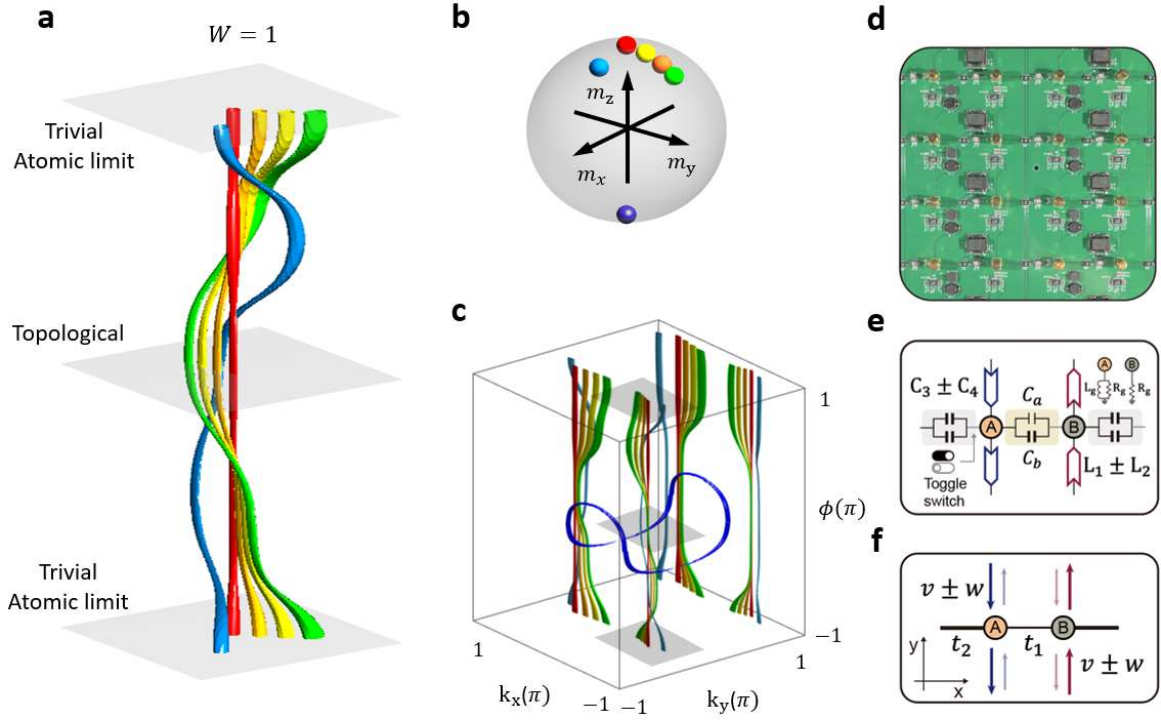 a
W = 1
Trivial
Atomic limit
Topological
Trivial
Atomic limit
b
m_z
m_x
m_y
c
1
ϕ(π)
−1
1
k_x(π)
−1
−1
k_y(π)
1
d
e
C_3 ± C_4
C_a
A
B
L_g
R_g
R_g
A
B
C_b
L_1 ± L_2
Toggle
switch
f
v ± w
A
B
t_2
t_1
v ± w
y
x